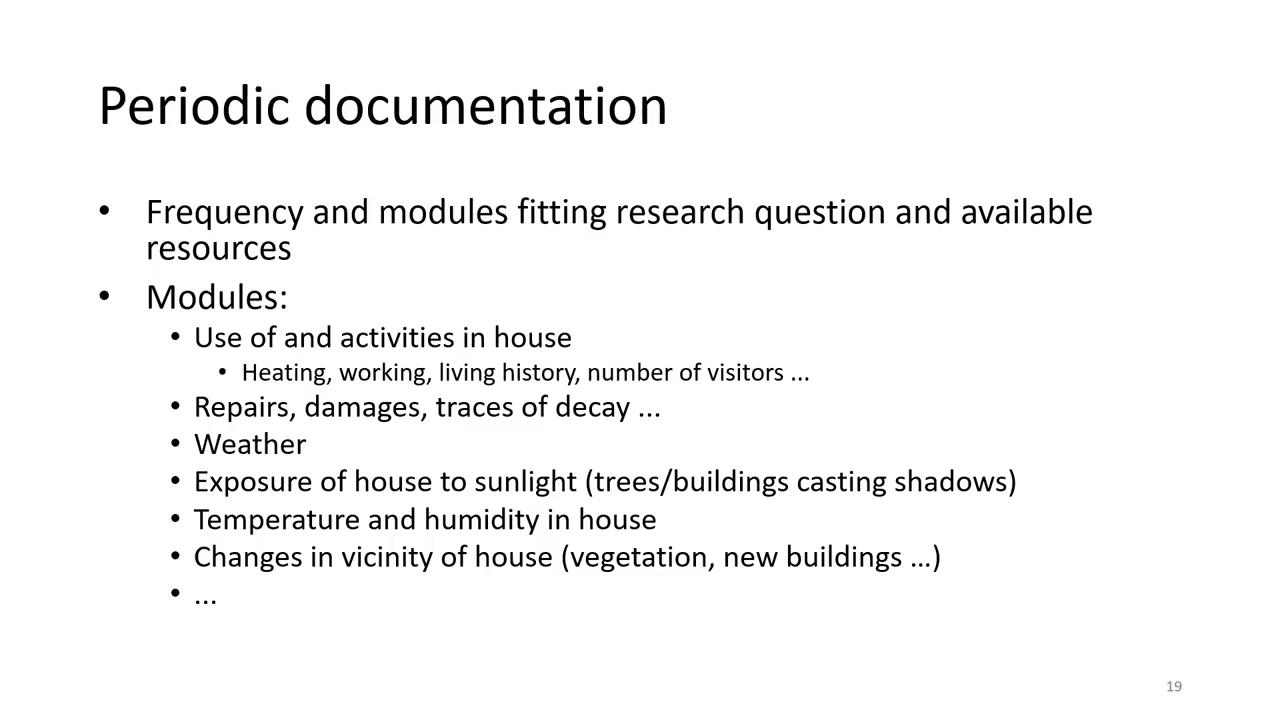 Periodic documentation
• Frequency and modules fitting research question and available
resources
• Modules:
• Use of and activities in house
• Heating, working, living history, number of visitors ...
• Repairs, damages, traces of decay ...
• Weather
• Exposure of house to sunlight (trees/buildings casting shadows)
• Temperature and humidity in house
• Changes in vicinity of house (vegetation, new buildings …)
• ...
19